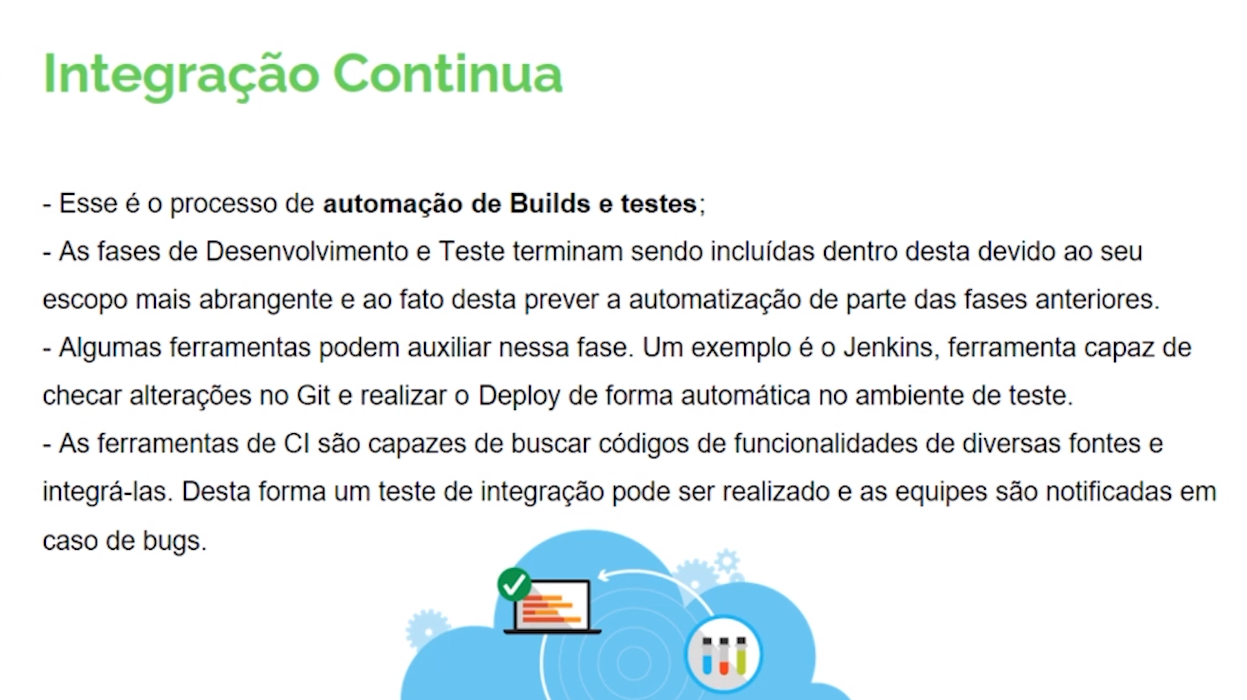 Integração Continua
- Esse é o processo de automação de Builds e testes;
- As fases de Desenvolvimento e Teste terminam sendo incluídas dentro desta devido ao seu
escopo mais abrangente e ao fato desta prever a automatização de parte das fases anteriores.
- Algumas ferramentas podem auxiliar nessa fase. Um exemplo é o Jenkins, ferramenta capaz de
checar alterações no Git e realizar o Deploy de forma automática no ambiente de teste.
- As ferramentas de CI são capazes de buscar códigos de funcionalidades de diversas fontes e
integrá-las. Desta forma um teste de integração pode ser realizado e as equipes são notificadas em
caso de bugs.